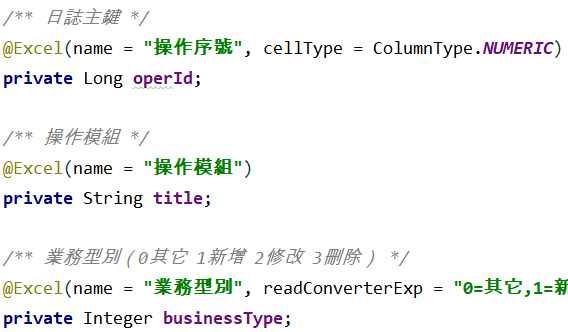 /** 日誌主鍵 */
@Excel(name = "操作序號", cellType = ColumnType.NUMERIC)
private Long operId;
/** 操作模組 */
@Excel(name = "操作模組")
private String title;
/** 業務型別（0其它 1新增 2修改 3刪除） */
@Excel(name = "業務型別", readConverterExp = "0=其它,1=新
private Integer businessType;